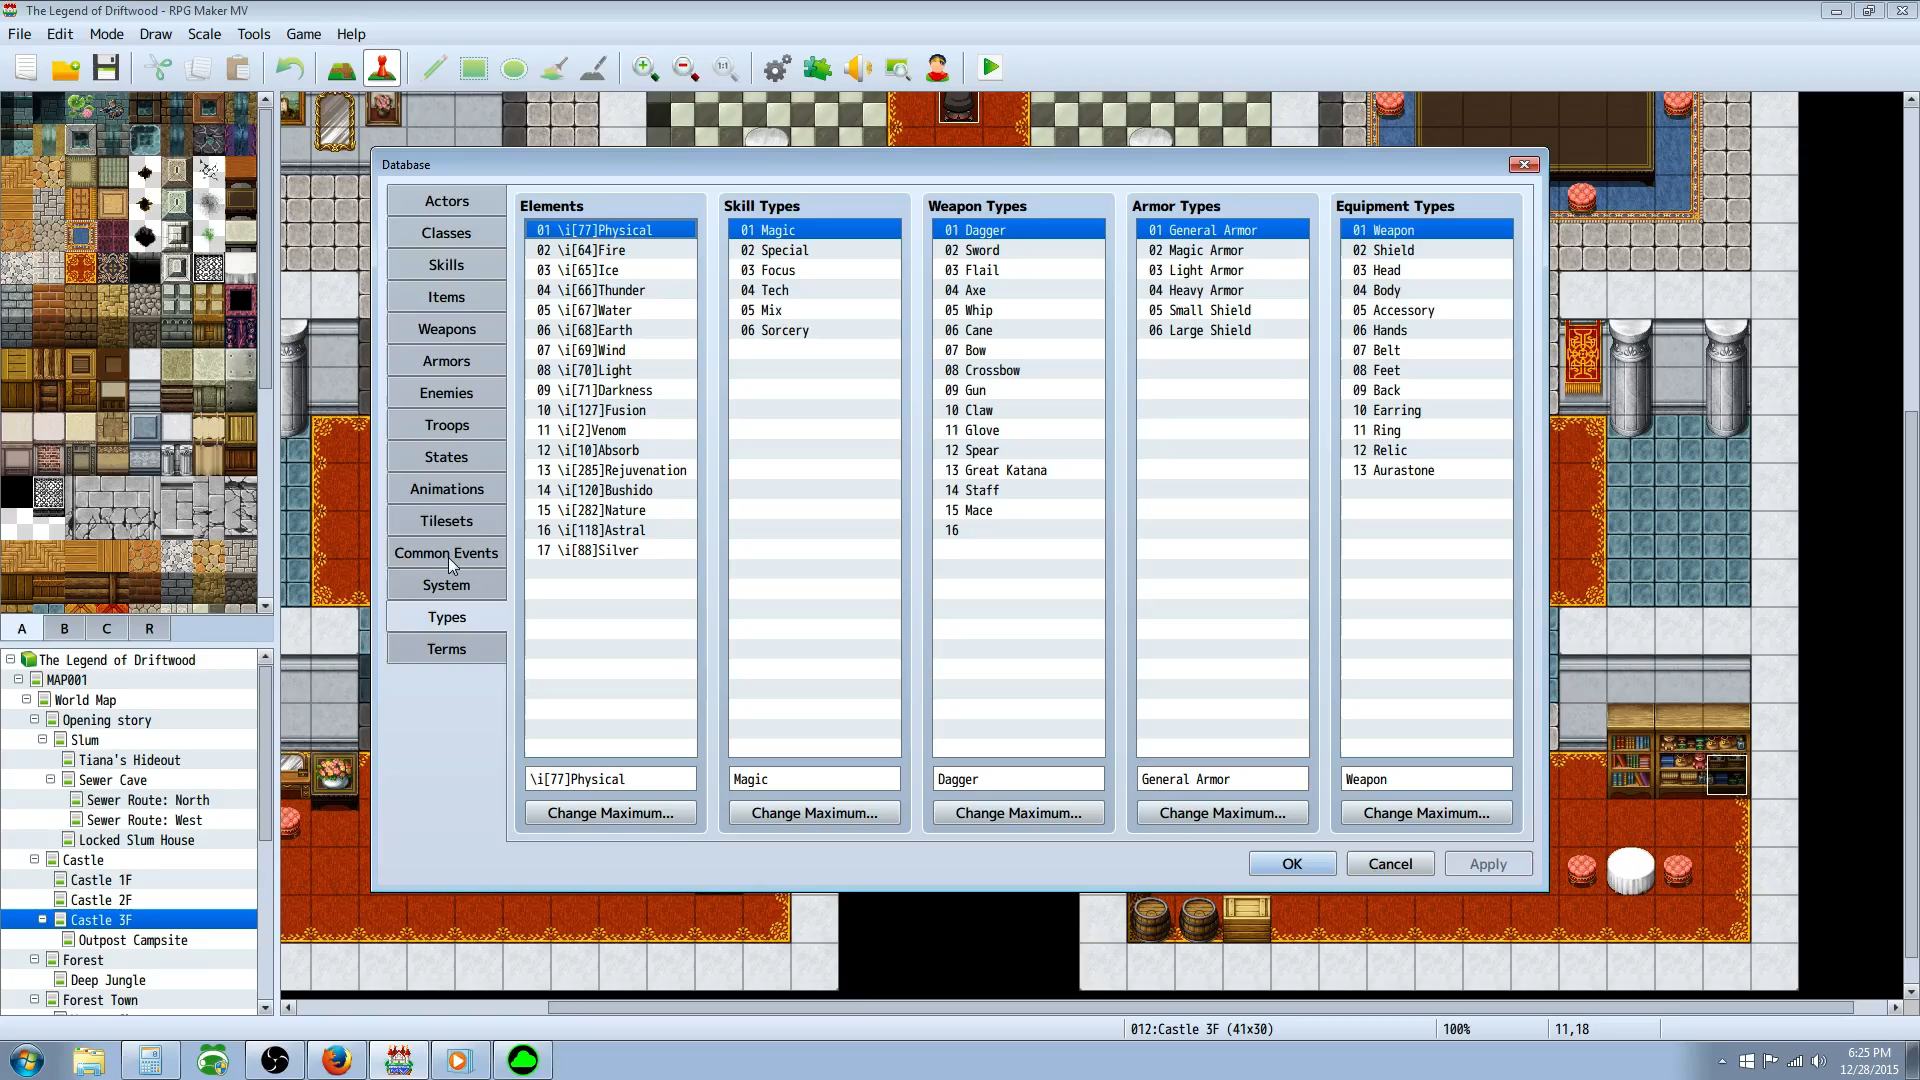 The Legend of Driftwood - RPG Maker MV
File Edit Mode Draw Scale Tools Game Help
1:1
Database
Actors
Classes
Skills
Items
Weapons
Armors
Enemies
Troops
States
Animations
Tilesets
Common Events
System
Types
Terms
Elements
01 \i[77]Physical
02 \i[64]Fire
03 \i[65]Ice
04 \i[66]Thunder
05 \i[67]Water
06 \i[68]Earth
07 \i[69]Wind
08 \i[70]Light
09 \i[71]Darkness
10 \i[127]Fusion
11 \i[2]Venom
12 \i[10]Absorb
13 \i[285]Rejuvenation
14 \i[120]Bushido
15 \i[282]Nature
16 \i[118]Astral
17 \i[88]Silver
\i[77]Physical
Change Maximum...
Skill Types
01 Magic
02 Special
03 Focus
04 Tech
05 Mix
06 Sorcery
Magic
Change Maximum...
Weapon Types
01 Dagger
02 Sword
03 Flail
04 Axe
05 Whip
06 Cane
07 Bow
08 Crossbow
09 Gun
10 Claw
11 Glove
12 Spear
13 Great Katana
14 Staff
15 Mace
16
Dagger
Change Maximum...
Armor Types
01 General Armor
02 Magic Armor
03 Light Armor
04 Heavy Armor
05 Small Shield
06 Large Shield
General Armor
Change Maximum...
Equipment Types
01 Weapon
02 Shield
03 Head
04 Body
05 Accessory
06 Hands
07 Belt
08 Feet
09 Back
10 Earring
11 Ring
12 Relic
13 Aurastone
Weapon
Change Maximum...
OK Cancel Apply
A B C R
The Legend of Driftwood
MAP001
World Map
Opening story
Slum
Tiana's Hideout
Sewer Cave
Sewer Route: North
Sewer Route: West
Locked Slum House
Castle
Castle 1F
Castle 2F
Castle 3F
Outpost Campsite
Forest
Deep Jungle
Forest Town
012:Castle 3F (41x30) 100% 11,18
6:25 PM
12/28/2015